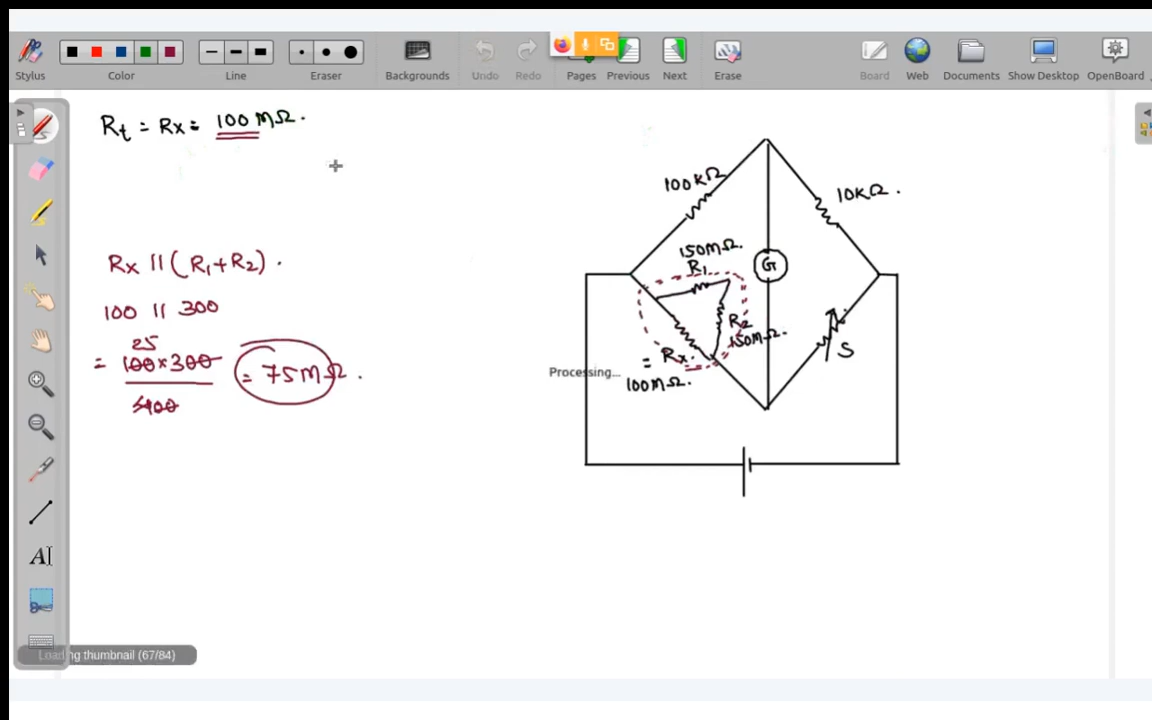 Stylus
Color
Line
Eraser
Backgrounds
Undo
Redo
Pages
Previous
Next
Erase
Board
Web
Documents
Show Desktop
OpenBoard
Rt = Rx = 100 MΩ.
Rx || (R1+R2).
100 || 300
25
= 100×300 = 75MΩ.
400
100KΩ
10KΩ.
150MΩ.
R1
G
R2
150MΩ.
= Rx.
100MΩ.
S
Processing...
Loading thumbnail (67/84)